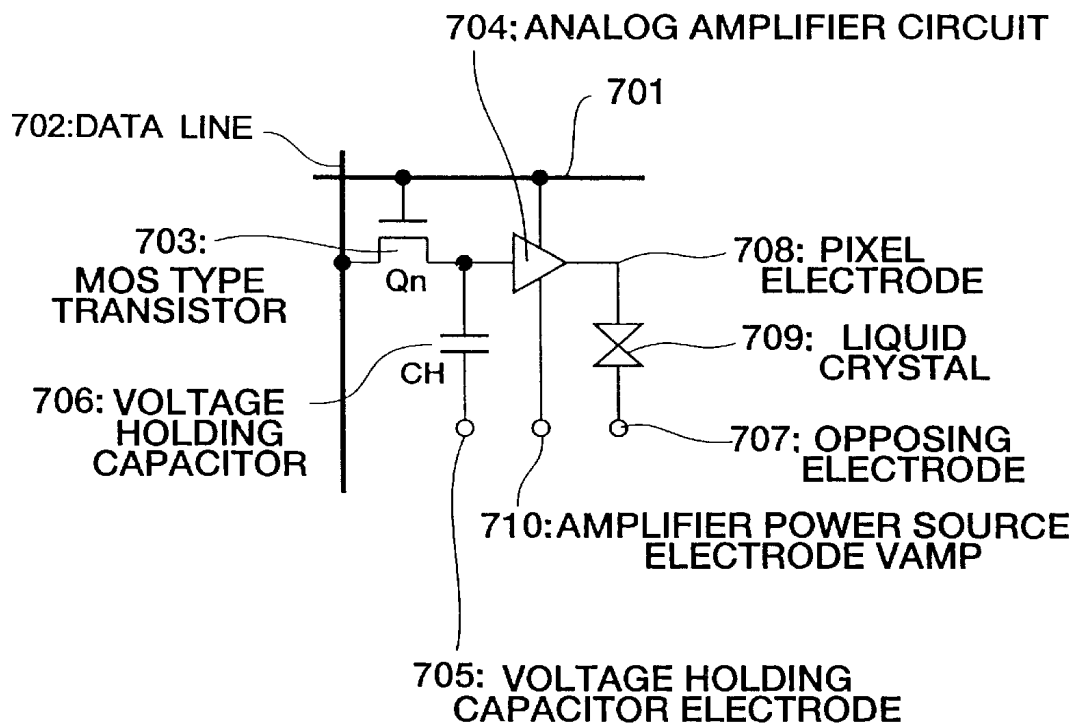 704; ANALOG AMPLIFIER CIRCUIT
701
702:DATA LINE
703:
MOS TYPE
TRANSISTOR
Qn
708: PIXEL
ELECTRODE
709: LIQUID
CRYSTAL
CH
706: VOLTAGE
HOLDING
CAPACITOR
707; OPPOSING
ELECTRODE
710:AMPLIFIER POWER SOURCE
ELECTRODE VAMP
705: VOLTAGE HOLDING
CAPACITOR ELECTRODE